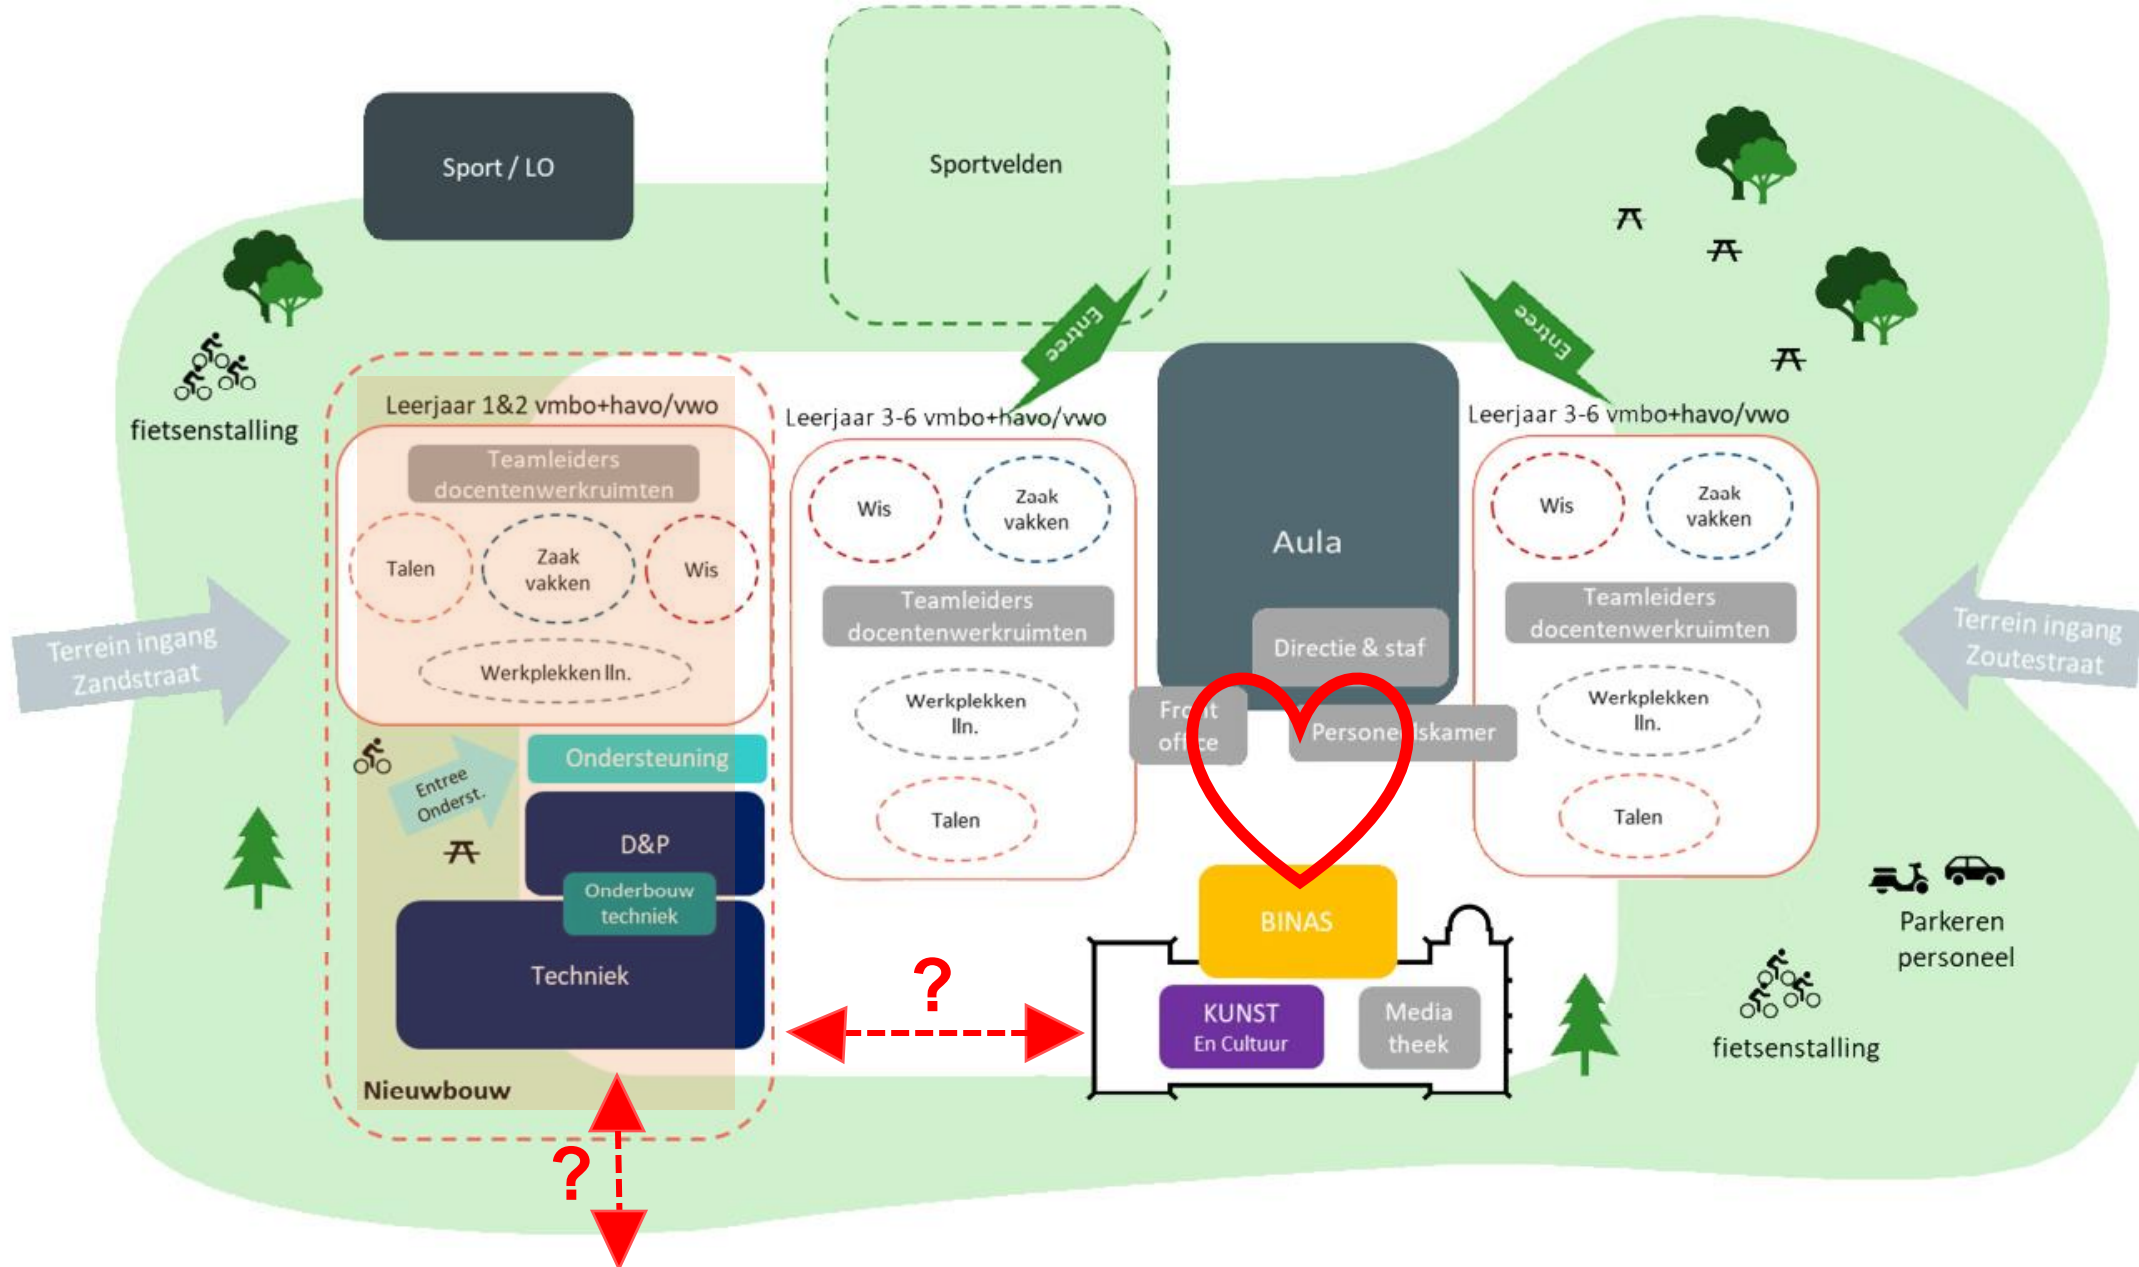 Sport / LO
Sportvelden
Entree
Entree
fietsenstalling
Leerjaar 1&2 vmbo+havo/vwo
Teamleiders
docentenwerkruimten
Talen
Zaak
vakken
Wis
Werkplekken lln.
Leerjaar 3-6 vmbo+havo/vwo
Wis
Zaak
vakken
Teamleiders
docentenwerkruimten
Werkplekken
lln.
Talen
Aula
Directie & staf
Front
office
Personeelskamer
Leerjaar 3-6 vmbo+havo/vwo
Wis
Zaak
vakken
Teamleiders
docentenwerkruimten
Werkplekken
lln.
Talen
Terrein ingang
Zandstraat
Terrein ingang
Zoutestraat
Entree
Onderst.
Ondersteuning
D&P
Onderbouw
techniek
Techniek
Nieuwbouw
?
?
BINAS
KUNST
En Cultuur
Media
theek
Parkeren
personeel
fietsenstalling